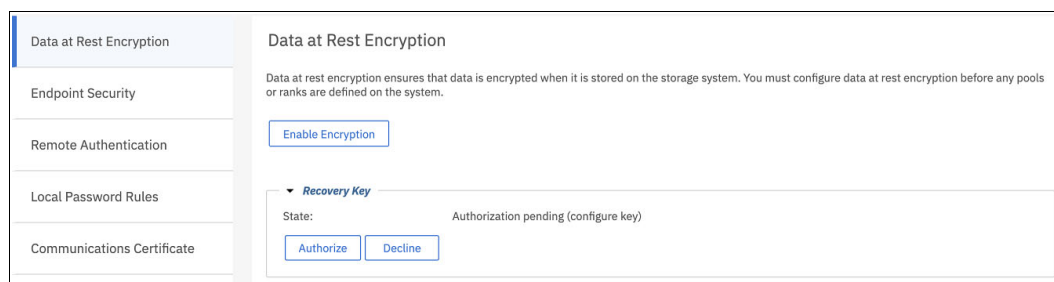 Data at Rest Encryption
Endpoint Security
Remote Authentication
Local Password Rules
Communications Certificate
Data at Rest Encryption
Data at rest encryption ensures that data is encrypted when it is stored on the storage system. You must configure data at rest encryption before any pools
or ranks are defined on the system.
Enable Encryption
Recovery Key
State: Authorization pending (configure key)
Authorize Decline